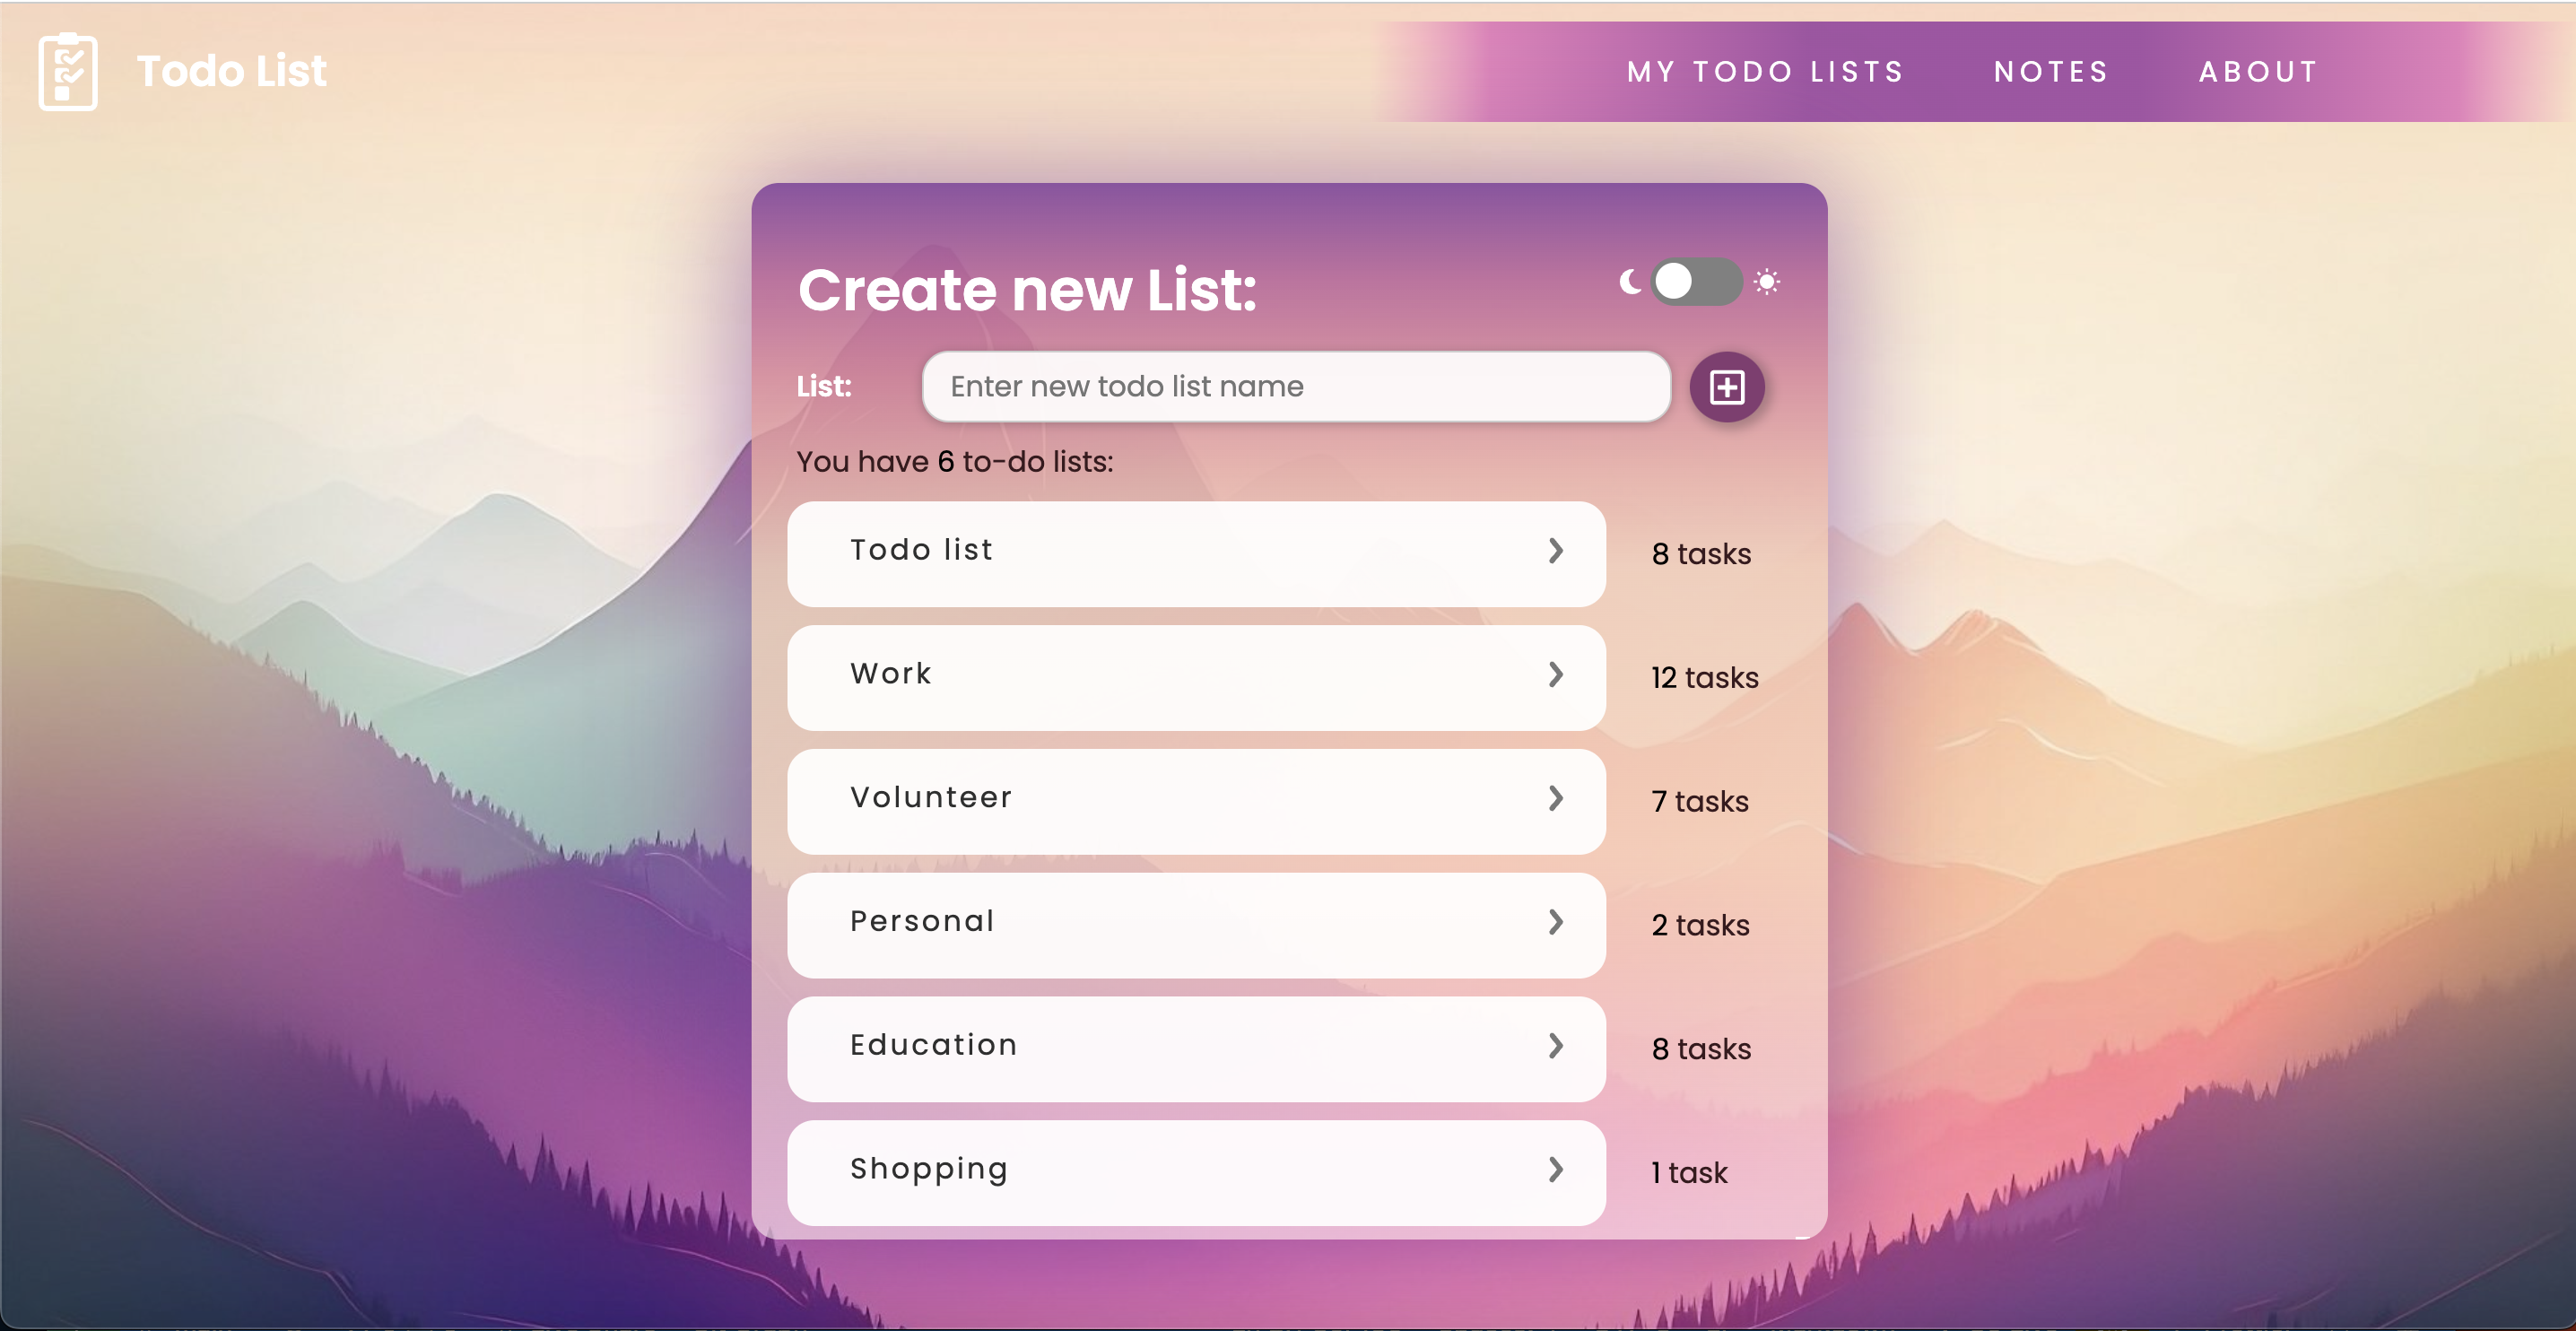 Todo List
MY TODO LISTS NOTES ABOUT
Create new List:
List: Enter new todo list name
You have 6 to-do lists:
Todo list 8 tasks
Work 12 tasks
Volunteer 7 tasks
Personal 2 tasks
Education 8 tasks
Shopping 1 task